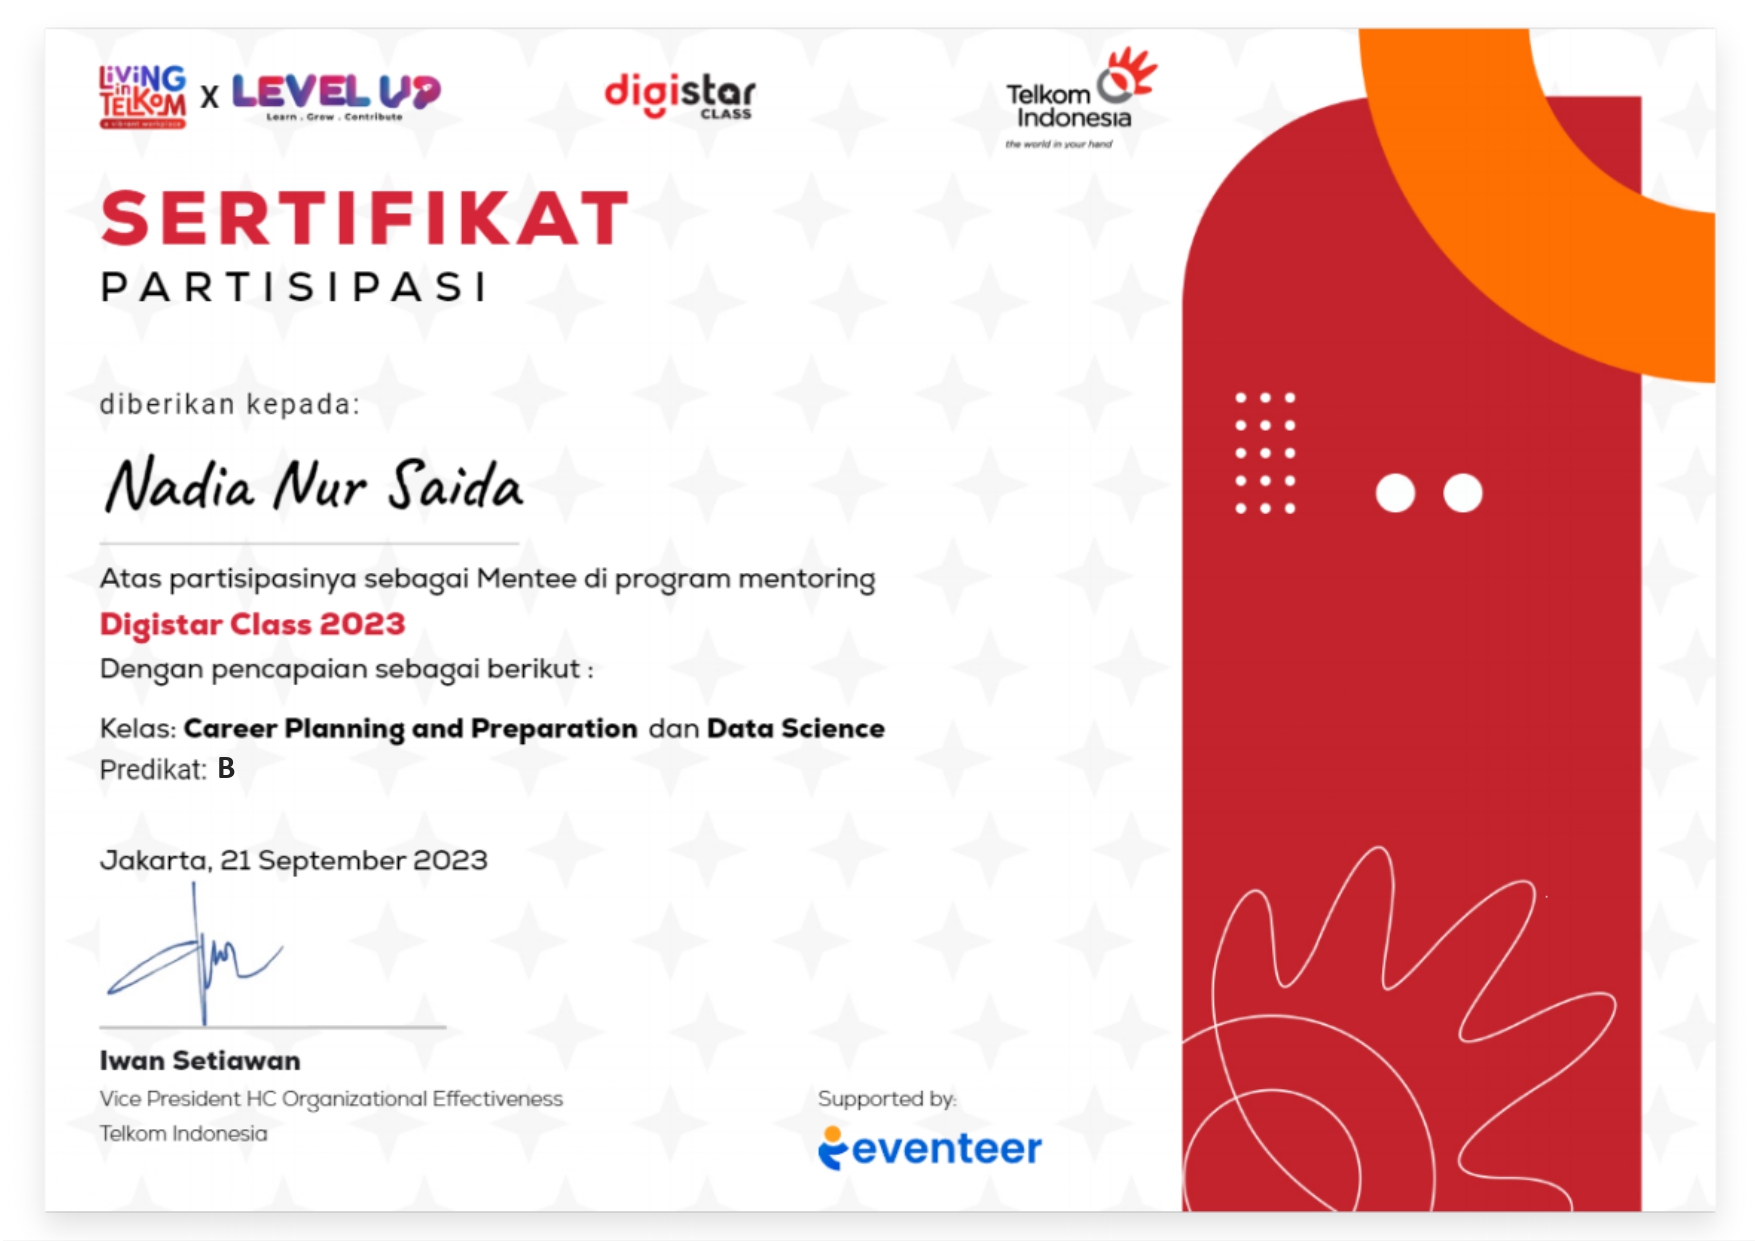 LiViNG in TELKOM
a vibrant workplace
X
LEVEL UP
Learn . Grow . Contribute
digistar
CLASS
Telkom
Indonesia
the world in your hand
SERTIFIKAT
PARTISIPASI
diberikan kepada:
Nadia Nur Saida
Atas partisipasinya sebagai Mentee di program mentoring
Digistar Class 2023
Dengan pencapaian sebagai berikut :
Kelas: Career Planning and Preparation dan Data Science
Predikat: B
Jakarta, 21 September 2023
Iwan Setiawan
Vice President HC Organizational Effectiveness
Telkom Indonesia
Supported by:
eventeer